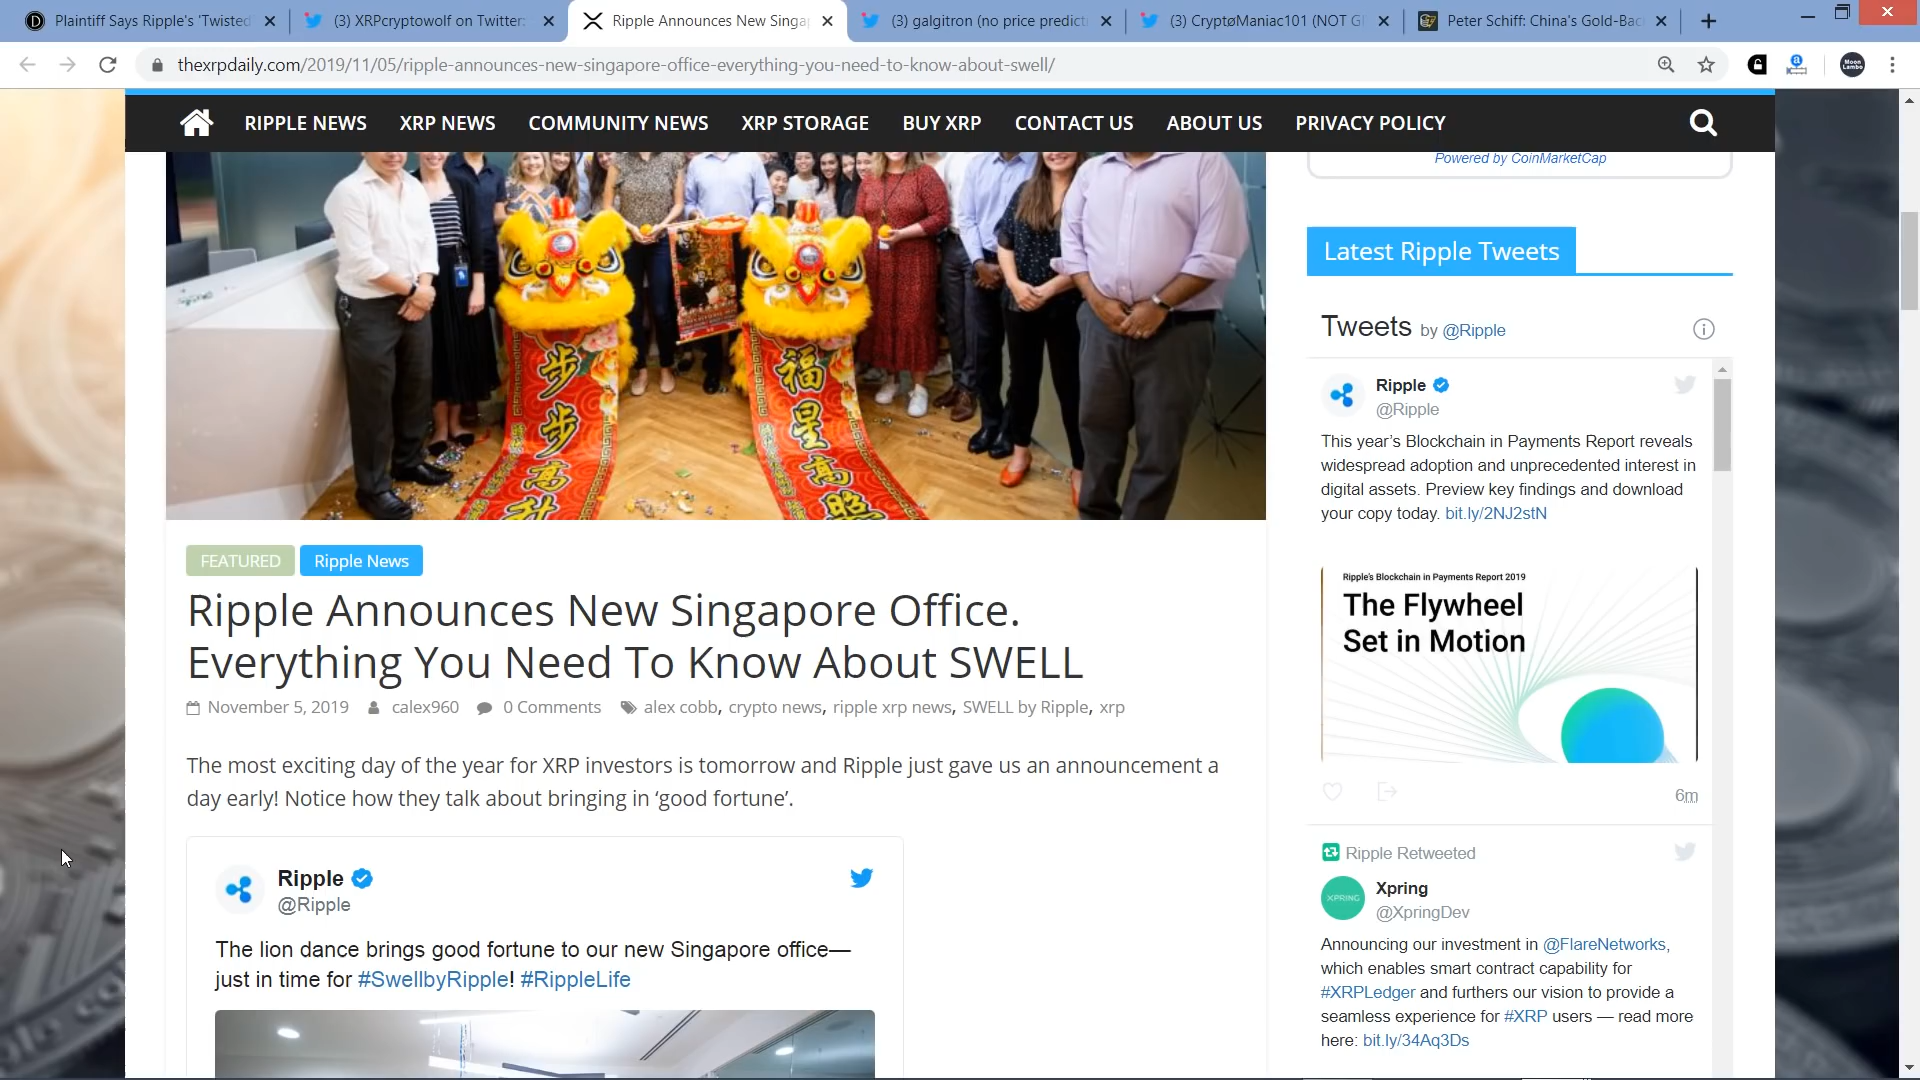 Plaintiff Says Ripple's 'Twisted
(3) XRPcryptowolf on Twitter:
Ripple Announces New Singa
(3) galgitron (no price predict
(3) CryptøManiac101 (NOT GI
Peter Schiff: China's Gold-Bac
thexrpdaily.com/2019/11/05/ripple-announces-new-singapore-office-everything-you-need-to-know-about-swell/
RIPPLE NEWS XRP NEWS COMMUNITY NEWS XRP STORAGE BUY XRP CONTACT US ABOUT US PRIVACY POLICY
Powered by CoinMarketCap
步步高升
福星高照
FEATURED Ripple News
Ripple Announces New Singapore Office.
Everything You Need To Know About SWELL
November 5, 2019 calex960 0 Comments alex cobb, crypto news, ripple xrp news, SWELL by Ripple, xrp
The most exciting day of the year for XRP investors is tomorrow and Ripple just gave us an announcement a
day early! Notice how they talk about bringing in ‘good fortune’.
Ripple
@Ripple
The lion dance brings good fortune to our new Singapore office—
just in time for #SwellbyRipple! #RippleLife
Latest Ripple Tweets
Tweets by @Ripple
Ripple
@Ripple
This year’s Blockchain in Payments Report reveals
widespread adoption and unprecedented interest in
digital assets. Preview key findings and download
your copy today. bit.ly/2NJ2stN
Ripple's Blockchain in Payments Report 2019
The Flywheel
Set in Motion
6m
Ripple Retweeted
XPRING
Xpring
@XpringDev
Announcing our investment in @FlareNetworks,
which enables smart contract capability for
#XRPLedger and furthers our vision to provide a
seamless experience for #XRP users — read more
here: bit.ly/34Aq3Ds